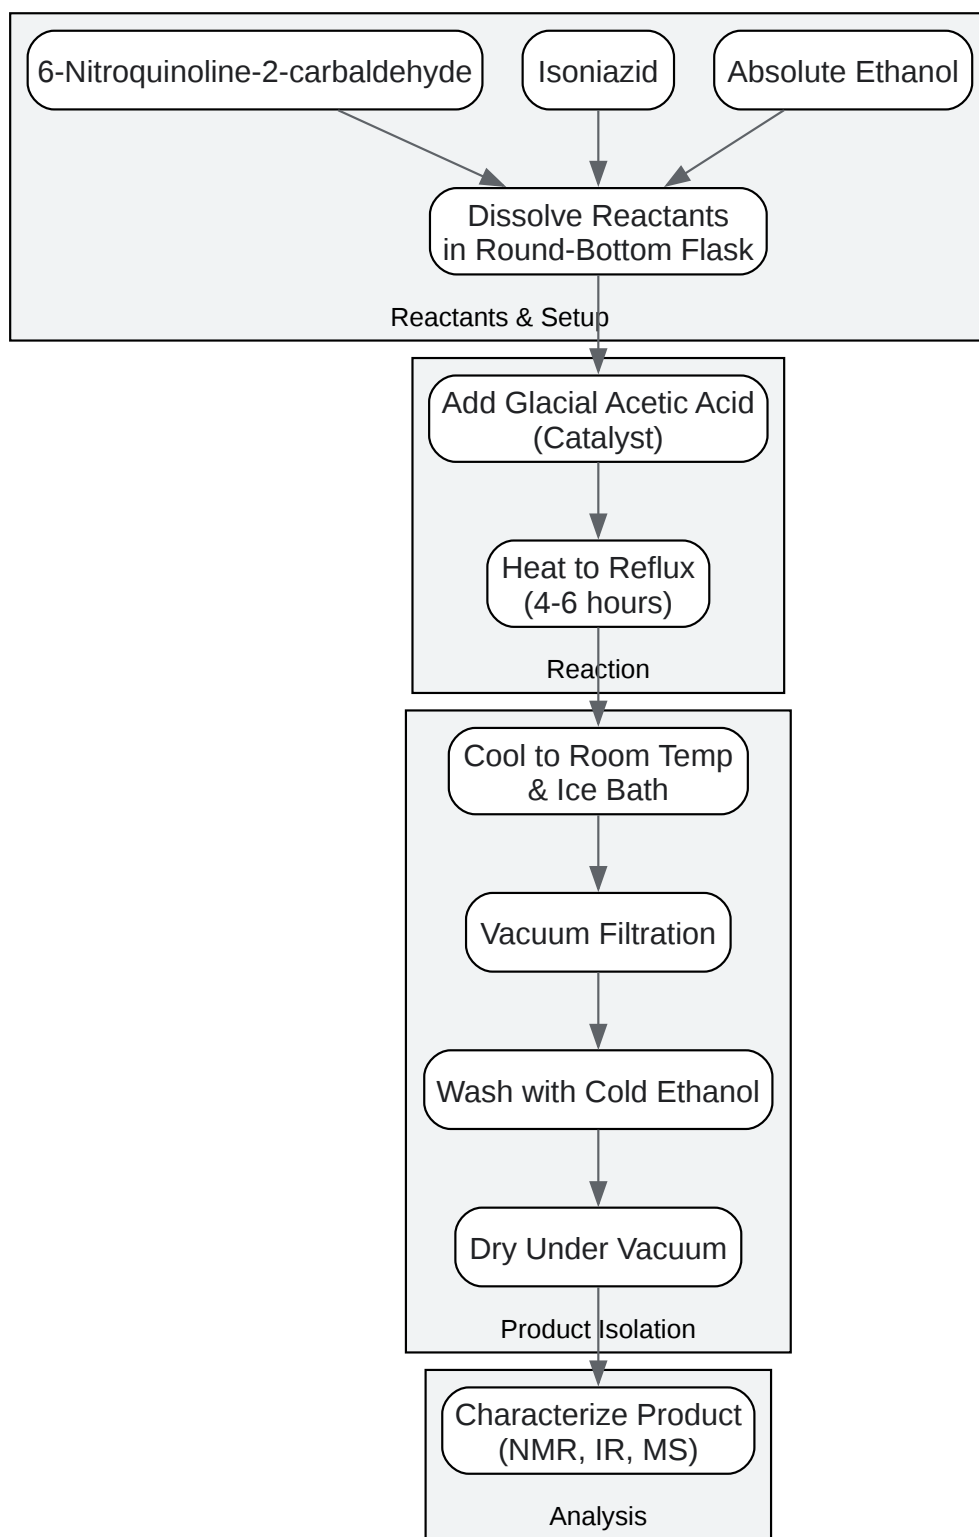 6-Nitroquinoline-2-carbaldehyde
Isoniazid
Absolute Ethanol
Dissolve Reactants
in Round-Bottom Flask
Reactants & Setup
Add Glacial Acetic Acid
(Catalyst)
Heat to Reflux
(4-6 hours)
Reaction
Cool to Room Temp
& Ice Bath
Vacuum Filtration
Wash with Cold Ethanol
Dry Under Vacuum
Product Isolation
Characterize Product
(NMR, IR, MS)
Analysis